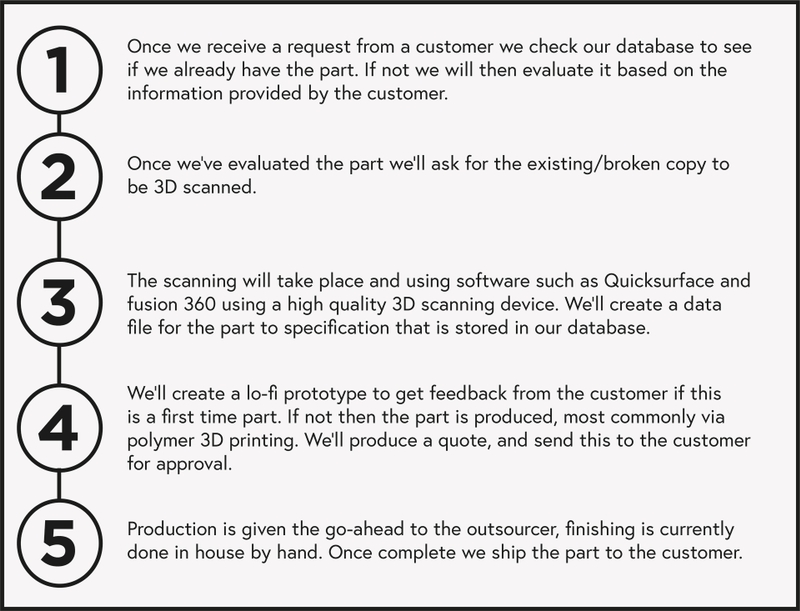 1
Once we receive a request from a customer we check our database to see
if we already have the part. If not we will then evaluate it based on the
information provided by the customer.
2
Once we've evaluated the part we'll ask for the existing/broken copy to
be 3D scanned.
3
The scanning will take place and using software such as Quicksurface and
fusion 360 using a high quality 3D scanning device. We'll create a data
file for the part to specification that is stored in our database.
4
We'll create a lo-fi prototype to get feedback from the customer if this
is a first time part. If not then the part is produced, most commonly via
polymer 3D printing. We'll produce a quote, and send this to the customer
for approval.
5
Production is given the go-ahead to the outsourcer, finishing is currently
done in house by hand. Once complete we ship the part to the customer.